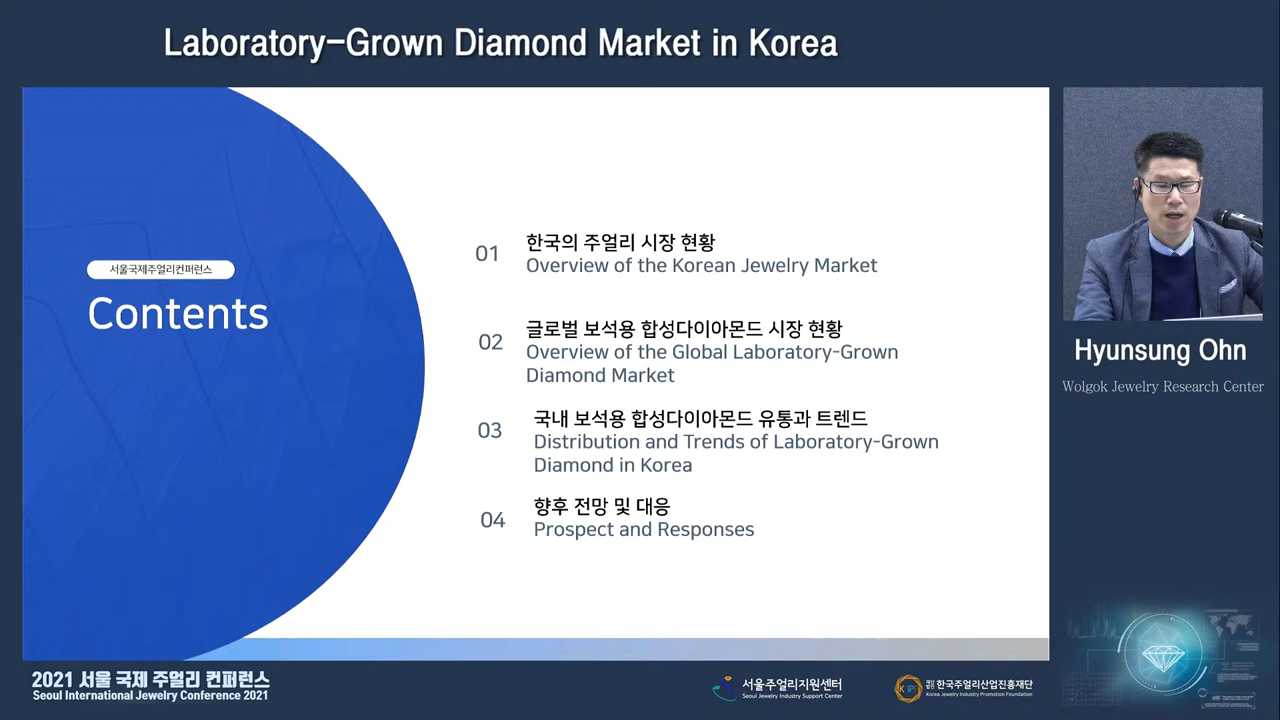 Laboratory-Grown Diamond Market in Korea
서울국제주얼리컨퍼런스
Contents
01
한국의 주얼리 시장 현황
Overview of the Korean Jewelry Market
02
글로벌 보석용 합성다이아몬드 시장 현황
Overview of the Global Laboratory-Grown
Diamond Market
03
국내 보석용 합성다이아몬드 유통과 트렌드
Distribution and Trends of Laboratory-Grown
Diamond in Korea
04
향후 전망 및 대응
Prospect and Responses
Hyunsung Ohn
Wolgok Jewelry Research Center
2021 서울 국제 주얼리 컨퍼런스
Seoul International Jewelry Conference 2021
서울주얼리지원센터
Seoul Jewelry Industry Support Center
재단법인 한국주얼리산업진흥재단
Korea Jewelry Industry Promotion Foundation